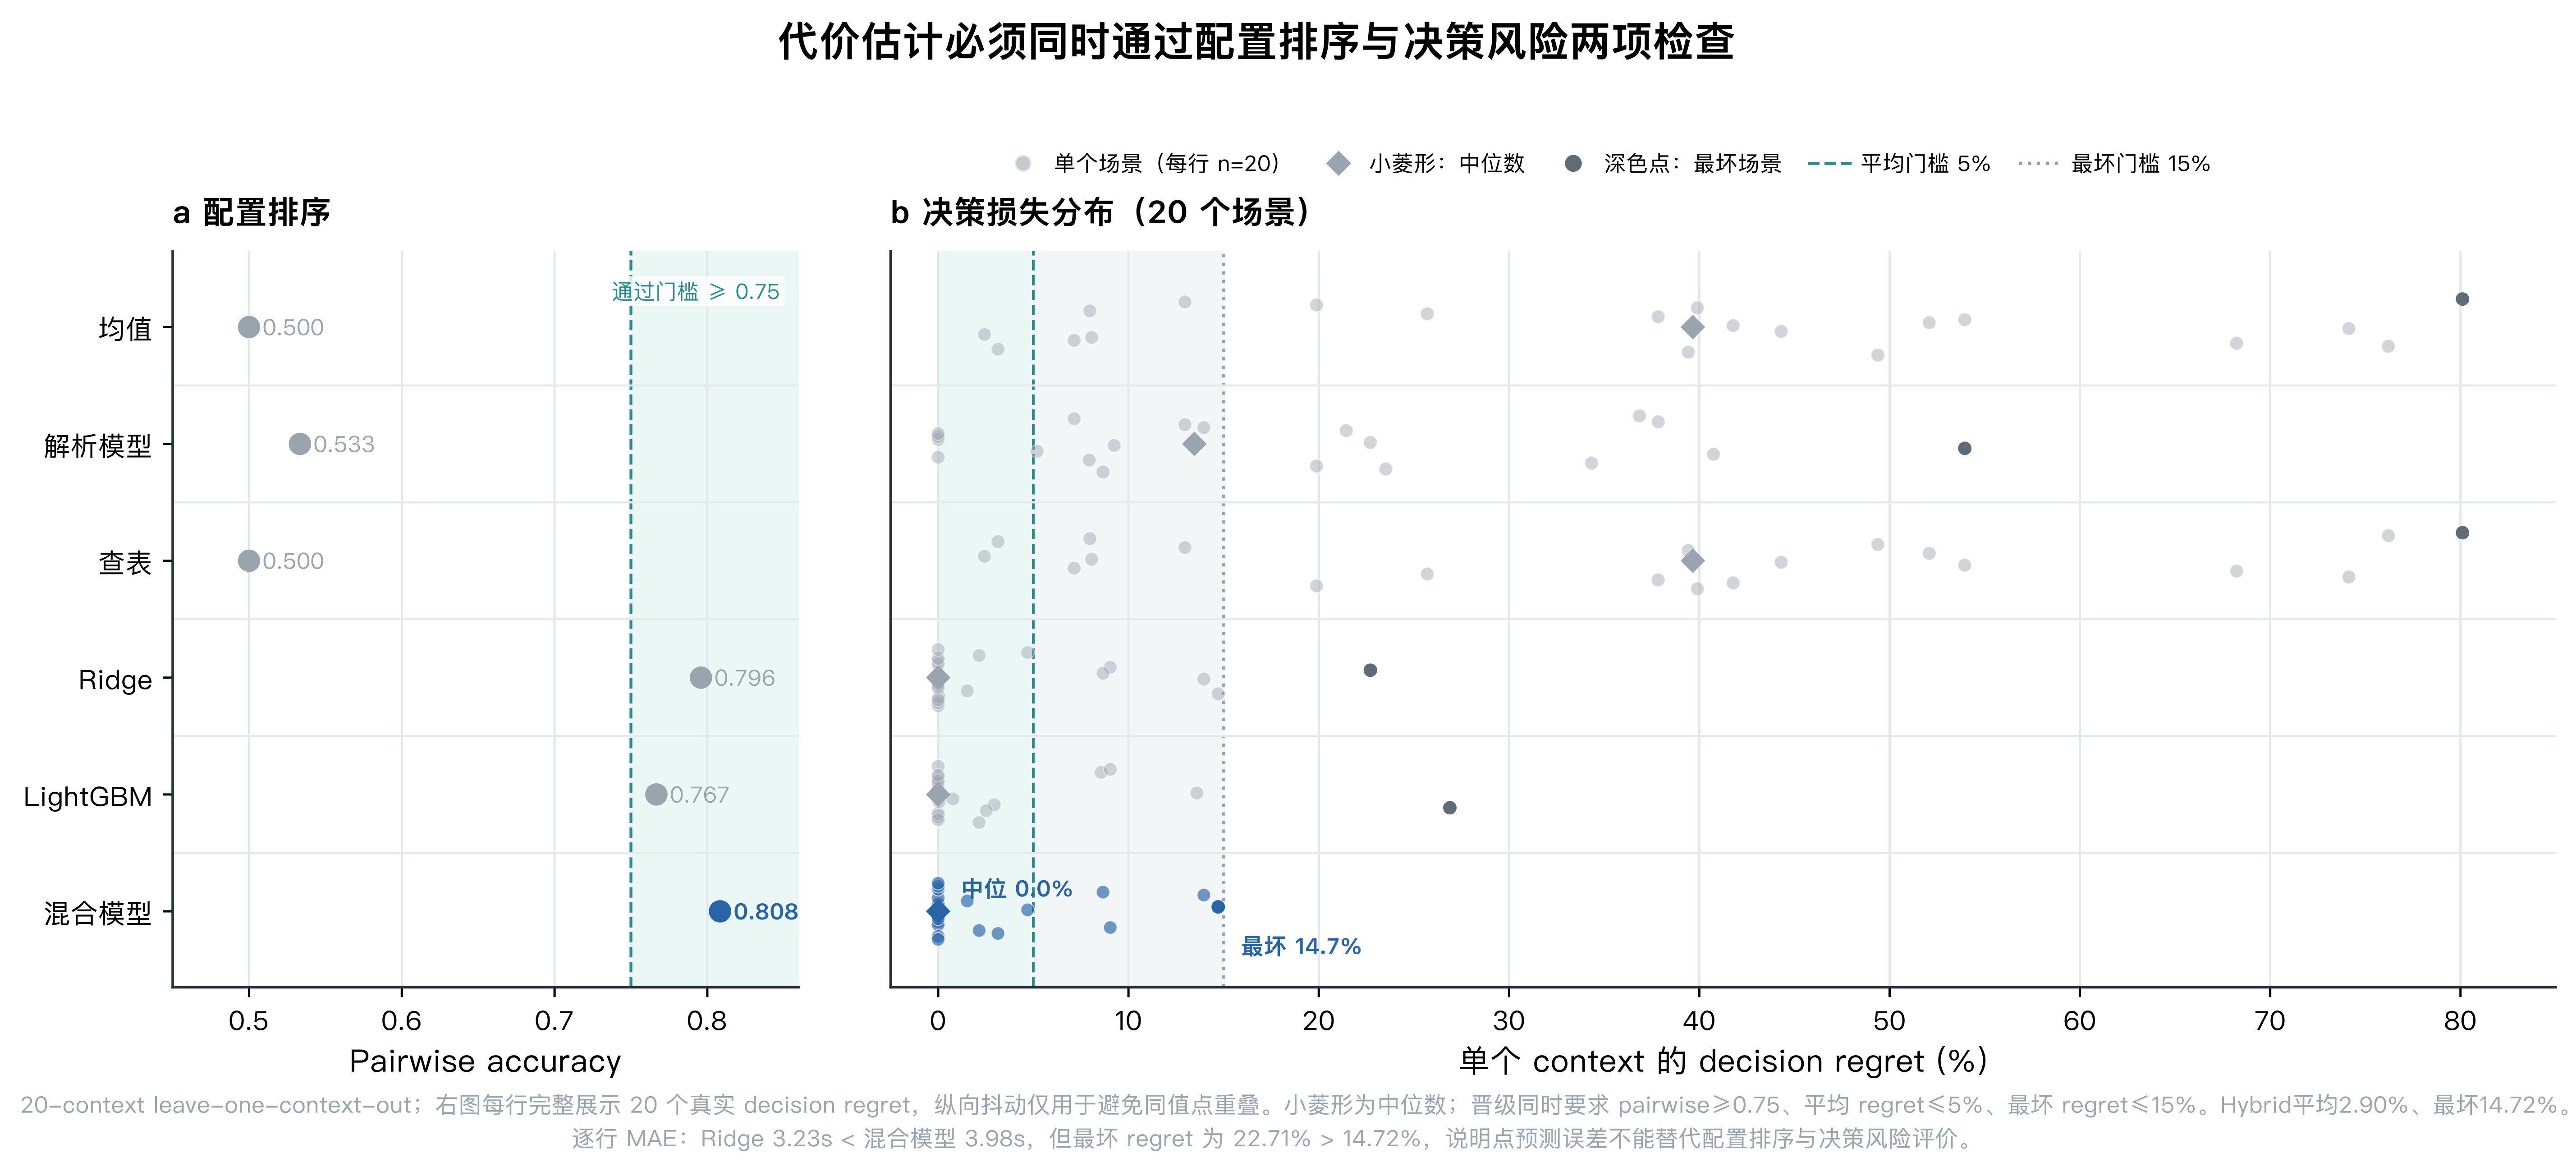 代价估计必须同时通过配置排序与决策风险两项检查
单个场景（每行 n=20） 小菱形：中位数 深色点：最坏场景 平均门槛 5% 最坏门槛 15%
a 配置排序
b 决策损失分布（20 个场景）
通过门槛 ⩾ 0.75
均值
0.500
解析模型
0.533
查表
0.500
Ridge
0.796
LightGBM
0.767
混合模型
0.808
中位 0.0%
最坏 14.7%
0.5 0.6 0.7 0.8
Pairwise accuracy
0 10 20 30 40 50 60 70 80
单个 context 的 decision regret (%)
20-context leave-one-context-out；右图每行完整展示 20 个真实 decision regret，纵向抖动仅用于避免同值点重叠。小菱形为中位数；晋级同时要求 pairwise⩾0.75、平均 regret⩽5%、最坏 regret⩽15%。Hybrid平均2.90%、最坏14.72%。
逐行 MAE：Ridge 3.23s < 混合模型 3.98s，但最坏 regret 为 22.71% > 14.72%，说明点预测误差不能替代配置排序与决策风险评价。